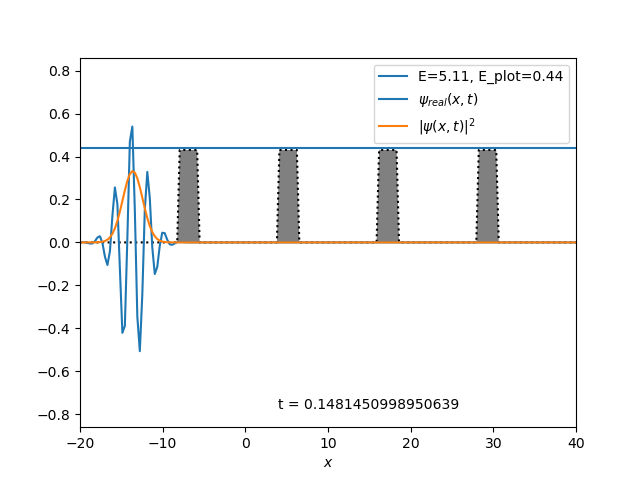 E=5.11, E_plot=0.44
ψreal(x, t)
|ψ(x, t)|²
0.8
0.6
0.4
0.2
0.0
−0.2
−0.4
−0.6
−0.8
t = 0.1481450998950639
−20 −10 0 10 20 30 40
x